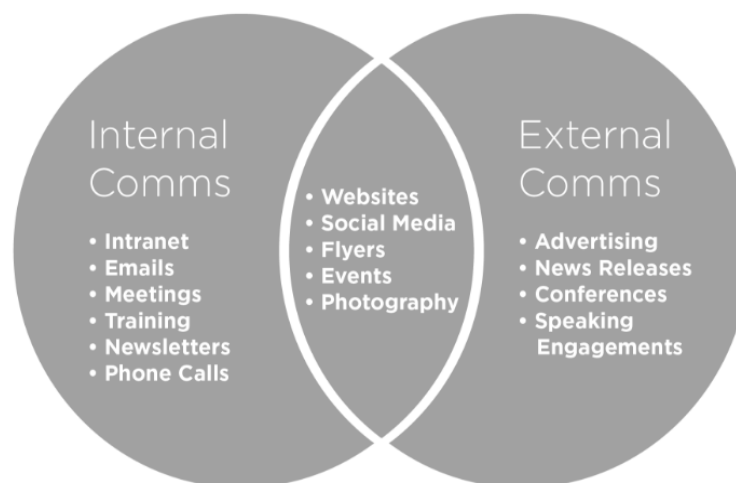 Internal
Comms
• Intranet
• Emails
• Meetings
• Training
• Newsletters
• Phone Calls
• Websites
• Social Media
• Flyers
• Events
• Photography
External
Comms
• Advertising
• News Releases
• Conferences
• Speaking
Engagements